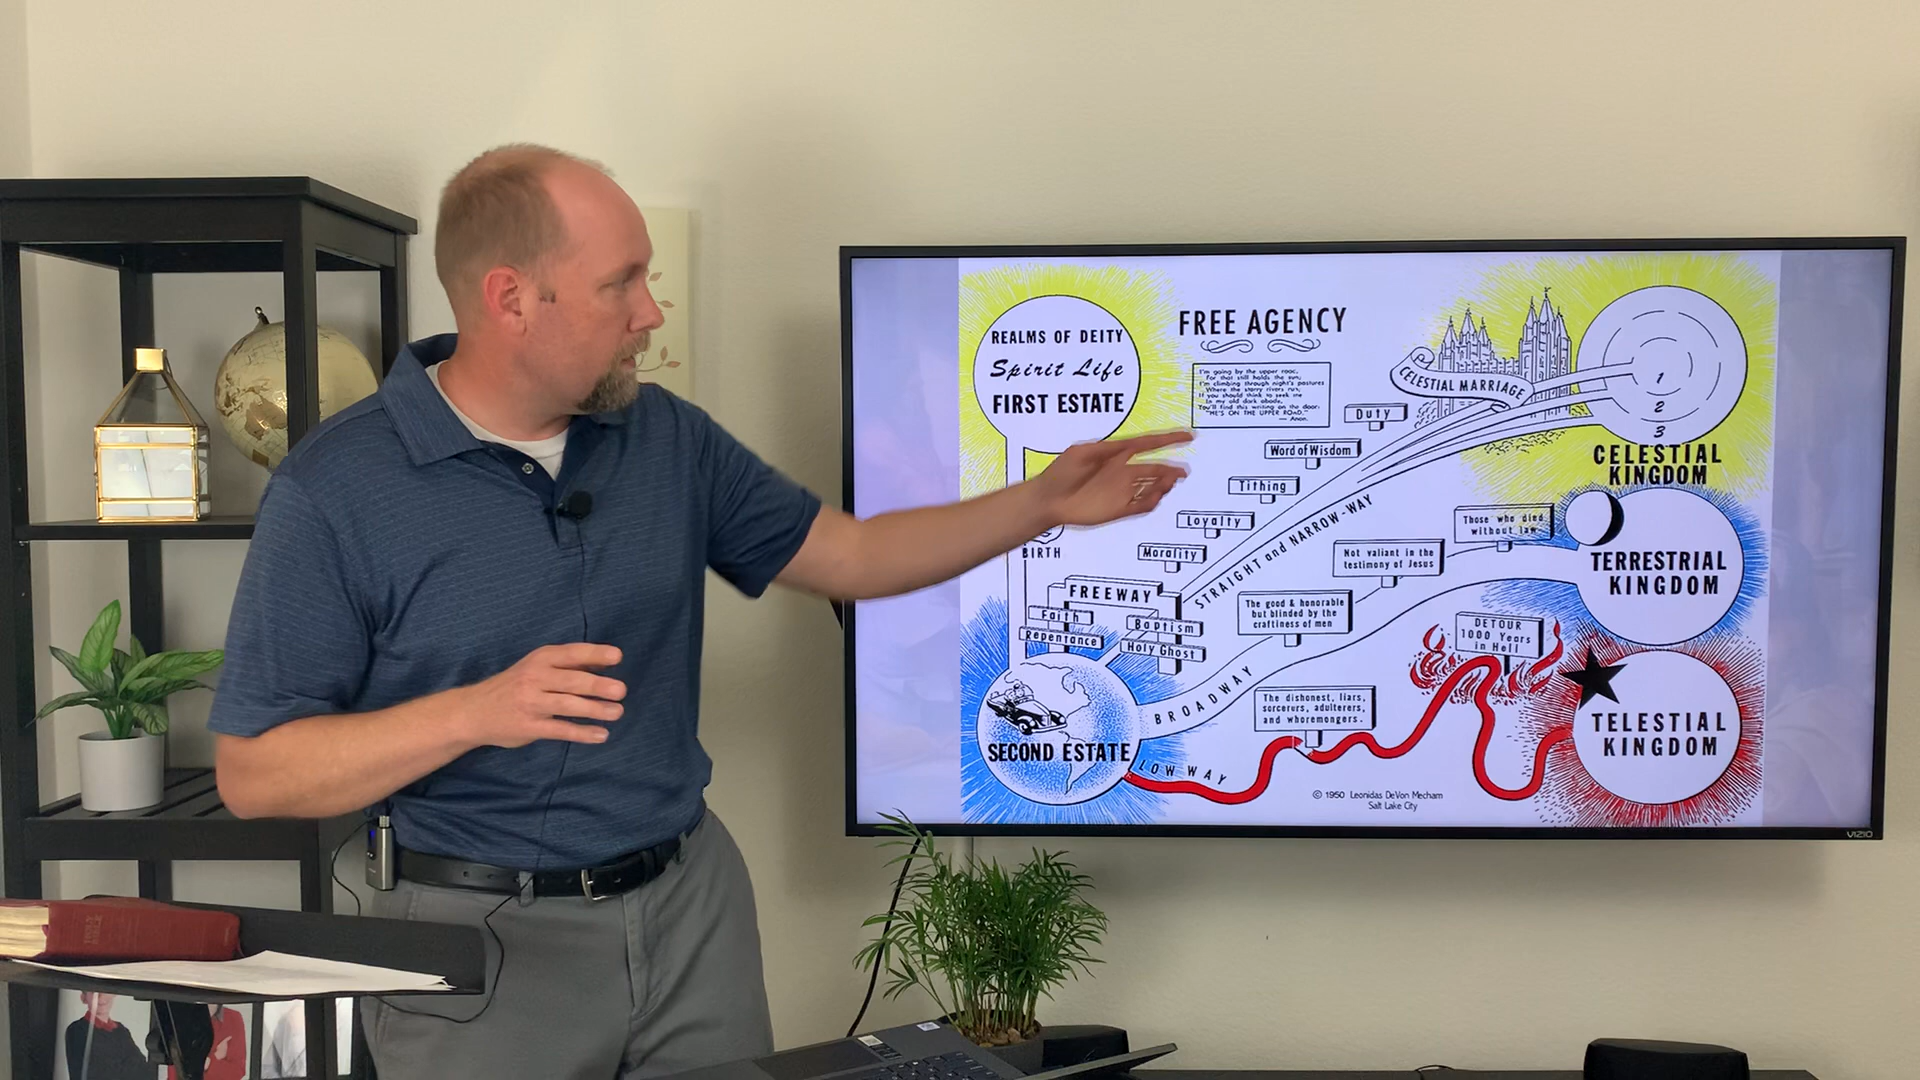 REALMS OF DEITY
Spirit Life
FIRST ESTATE
FREE AGENCY
I'm going by the upper road,
For that still holds the sun;
I'm climbing through night's pastures
Where the starry rivers run;
If you should think to seek me
In my old dark abode,
You'll find this writing on the door:
"HE'S ON THE UPPER ROAD."
— Anon.
CELESTIAL MARRIAGE
1
2
3
CELESTIAL
KINGDOM
Duty
Word of Wisdom
Tithing
Loyalty
Morality
BIRTH
STRAIGHT and NARROW-WAY
Those who died
without law
Not valiant in the
testimony of Jesus
The good & honorable
but blinded by the
craftiness of men
TERRESTRIAL
KINGDOM
FREEWAY
Faith
Repentance
Baptism
Holy Ghost
DETOUR
1000 Years
in Hell
BROADWAY
The dishonest, liars,
sorcerurs, adulterers,
and whoremongers.
SECOND ESTATE
LOW WAY
TELESTIAL
KINGDOM
© 1950 Leonidas DeVon Mecham
Salt Lake City
VIZIO
HOLY BIBLE